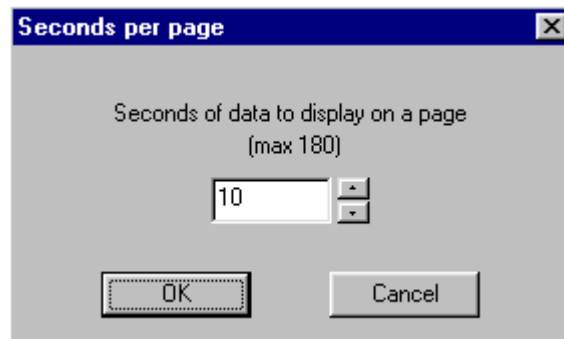 Seconds per page
Seconds of data to display on a page
(max 180)
10
OK
Cancel